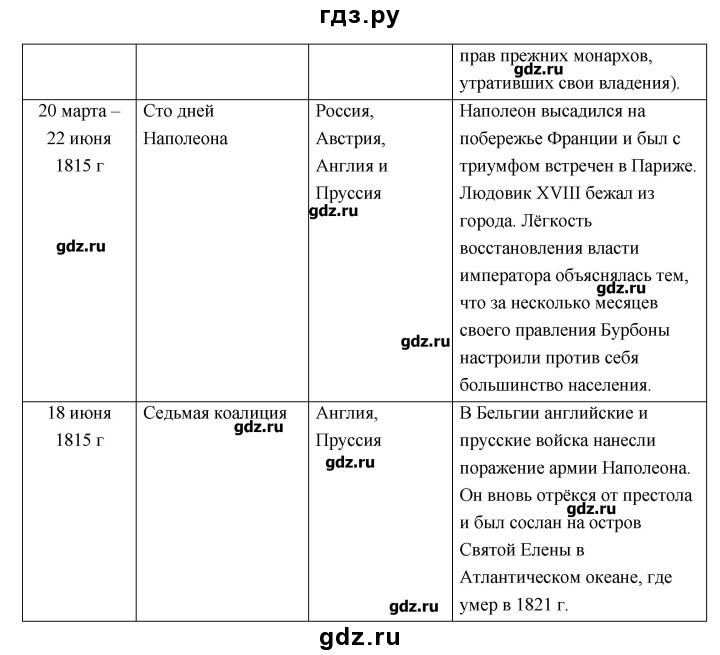 гдз.ру
прав прежних монархов,
gdz.ru
утративших свои владения).
20 марта –
22 июня
1815 г
gdz.ru
Сто дней
Наполеона
Россия,
Австрия,
Англия и
Пруссия
gdz.ru
gdz.ru
Наполеон высадился на
побережье Франции и был с
триумфом встречен в Париже.
Людовик XVIII бежал из
города. Лёгкость
восстановления власти
императора объяснялась тем,
gdz.ru
что за несколько месяцев
своего правления Бурбоны
настроили против себя
большинство населения.
18 июня
1815 г
Седьмая коалиция
gdz.ru
Англия,
Пруссия
gdz.ru
gdz.ru
В Бельгии английские и
прусские войска нанесли
поражение армии Наполеона.
Он вновь отрёкся от престола
gdz.ru
и был сослан на остров
Святой Елены в
Атлантическом океане, где
умер в 1821 г.
gdz.ru